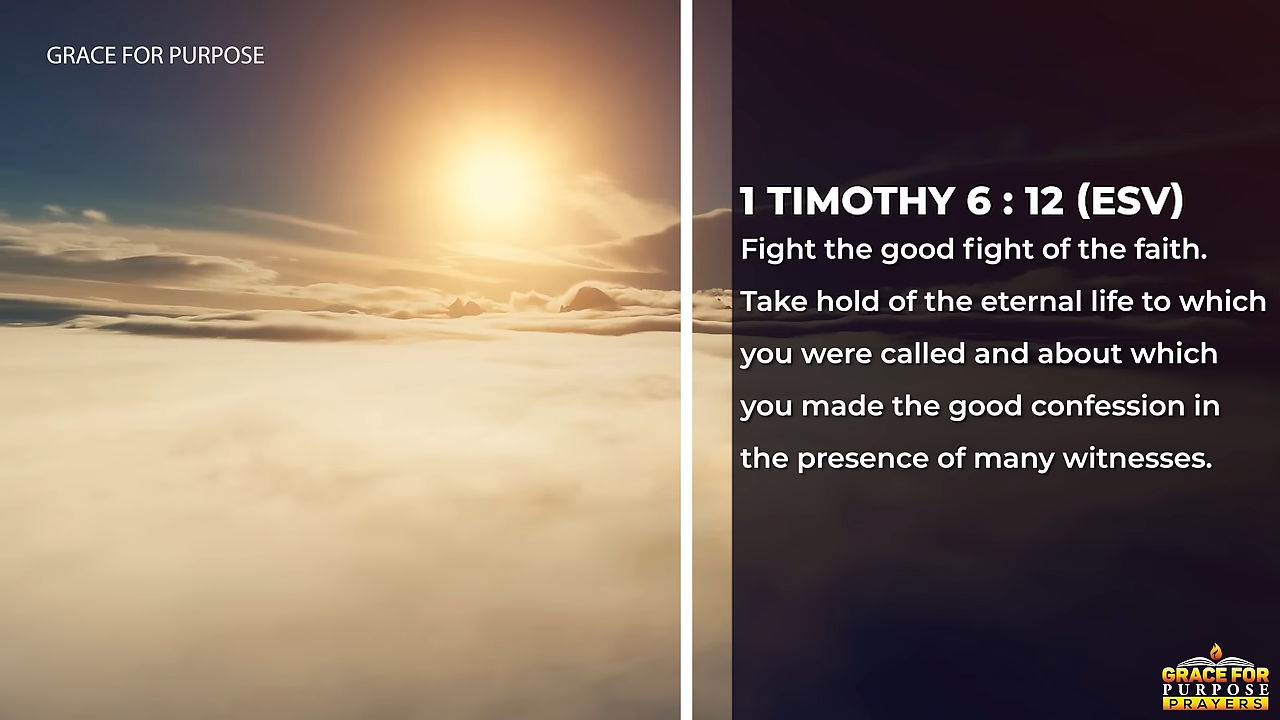 GRACE FOR PURPOSE
1 TIMOTHY 6 : 12 (ESV)
Fight the good fight of the faith.
Take hold of the eternal life to which
you were called and about which
you made the good confession in
the presence of many witnesses.
GRACE FOR
PURPOSE
PRAYERS